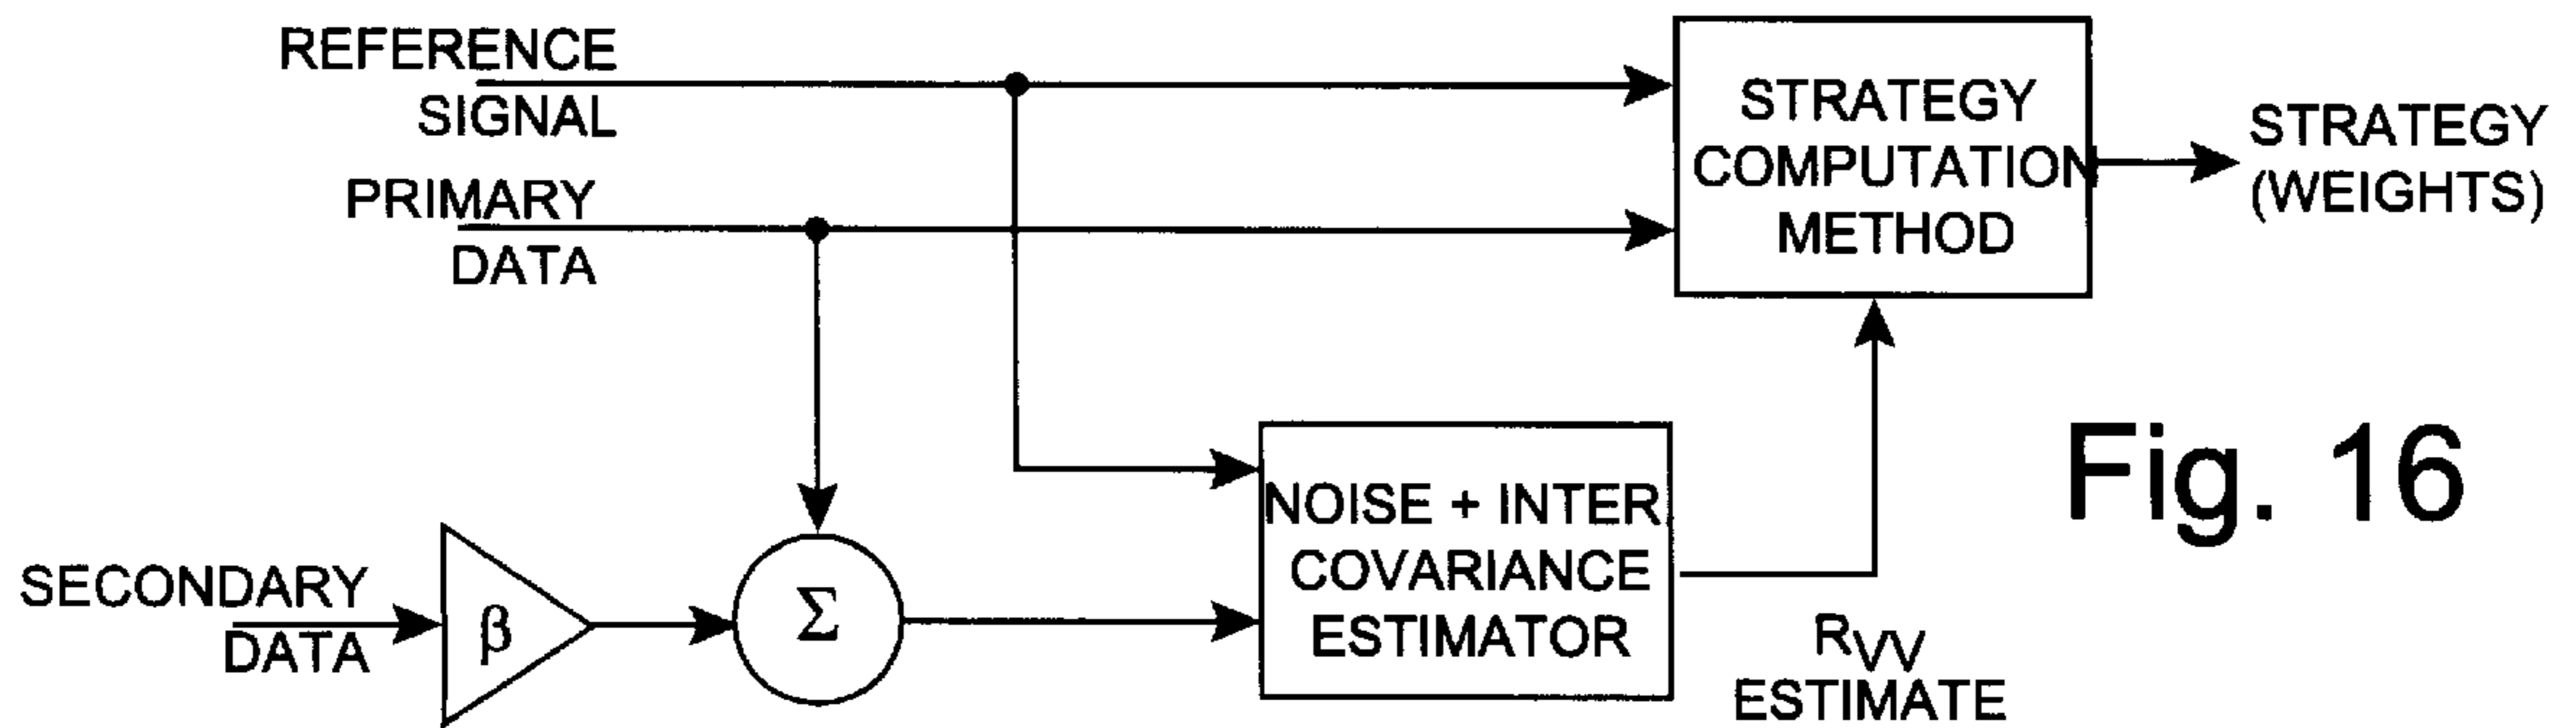 REFERENCE
SIGNAL
PRIMARY
DATA
STRATEGY
COMPUTATION
METHOD
STRATEGY
(WEIGHTS)
SECONDARY
DATA
β
Σ
NOISE + INTER
COVARIANCE
ESTIMATOR
RVV
ESTIMATE
Fig. 16